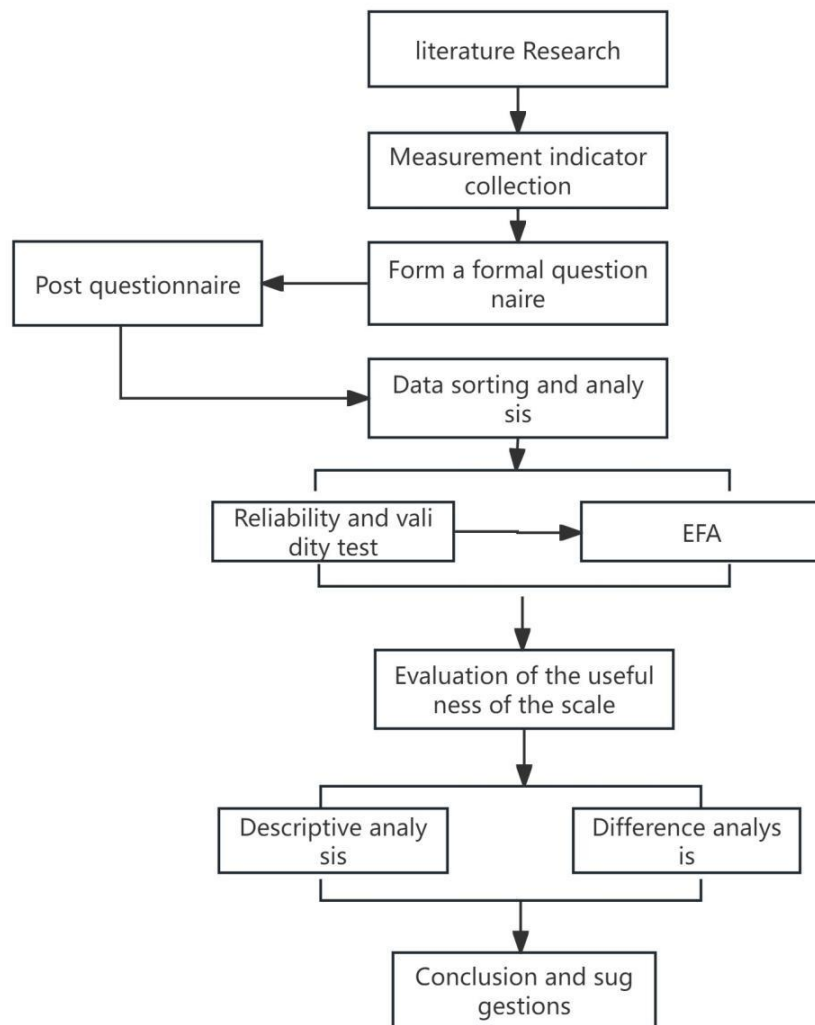 literature Research
Measurement indicator
collection
Form a formal question
naire
Post questionnaire
Data sorting and analy
sis
Reliability and vali
dity test
EFA
Evaluation of the useful
ness of the scale
Descriptive analy
sis
Difference analys
is
Conclusion and sug
gestions